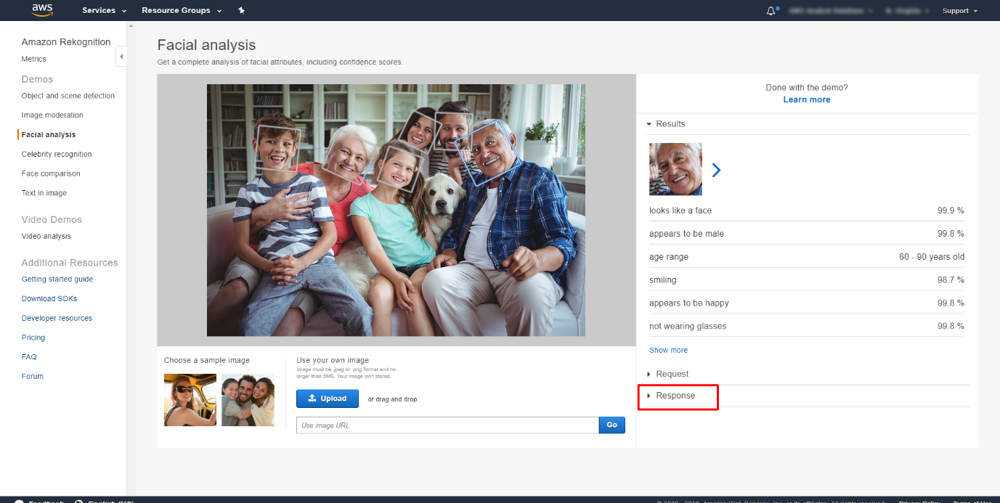 aws
Services
Resource Groups
Support
Amazon Rekognition
Metrics
Demos
Object and scene detection
Image moderation
Facial analysis
Celebrity recognition
Face comparison
Text in image
Video Demos
Video analysis
Additional Resources
Getting started guide
Download SDKs
Developer resources
Pricing
FAQ
Forum
Facial analysis
Get a complete analysis of facial attributes, including confidence scores.
Choose a sample image
Use your own image
Image must be .jpeg or .png format and no
larger than 5MB. Your image isn't stored.
Upload
or drag and drop
Use image URL
Go
Done with the demo?
Learn more
Results
looks like a face 99.9 %
appears to be male 99.8 %
age range 60 - 90 years old
smiling 98.7 %
appears to be happy 99.8 %
not wearing glasses 99.8 %
Show more
Request
Response
Feedback English (US)